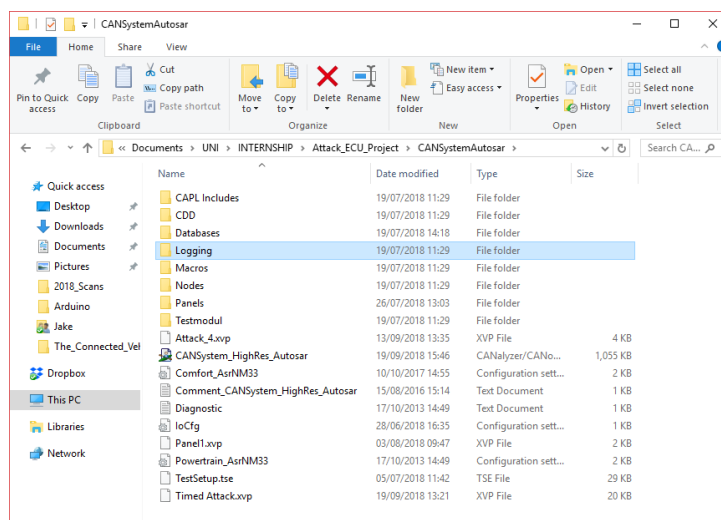 CANSystemAutosar
File Home Share View
Pin to Quick access
Copy
Paste
Cut
Copy path
Paste shortcut
Clipboard
Move to
Copy to
Delete
Rename
Organize
New folder
New item
Easy access
New
Properties
Open
Edit
History
Open
Select all
Select none
Invert selection
Select
« Documents > UNI > INTERNSHIP > Attack_ECU_Project > CANSystemAutosar >
Search CA...
Quick access
Desktop
Downloads
Documents
Pictures
2018_Scans
Arduino
Jake
The_Connected_Vel
Dropbox
This PC
Libraries
Network
Name Date modified Type Size
CAPL Includes 19/07/2018 11:29 File folder
CDD 19/07/2018 11:29 File folder
Databases 19/07/2018 14:18 File folder
Logging 19/07/2018 11:29 File folder
Macros 19/07/2018 11:29 File folder
Nodes 19/07/2018 11:29 File folder
Panels 26/07/2018 13:03 File folder
Testmodul 19/07/2018 11:29 File folder
Attack_4.xvp 13/09/2018 13:35 XVP File 4 KB
CANSystem_HighRes_Autosar 19/09/2018 15:46 CANalyzer/CANo... 1,055 KB
Comfort_AsrNM33 10/10/2017 14:55 Configuration sett... 2 KB
Comment_CANSystem_HighRes_Autosar 15/08/2016 15:14 Text Document 1 KB
Diagnostic 17/10/2013 14:49 Text Document 1 KB
IoCfg 28/06/2018 16:35 Configuration sett... 1 KB
Panel1.xvp 03/08/2018 09:47 XVP File 2 KB
Powertrain_AsrNM33 17/10/2013 14:49 Configuration sett... 2 KB
TestSetup.tse 05/07/2018 11:42 TSE File 29 KB
Timed Attack.xvp 19/09/2018 13:21 XVP File 20 KB